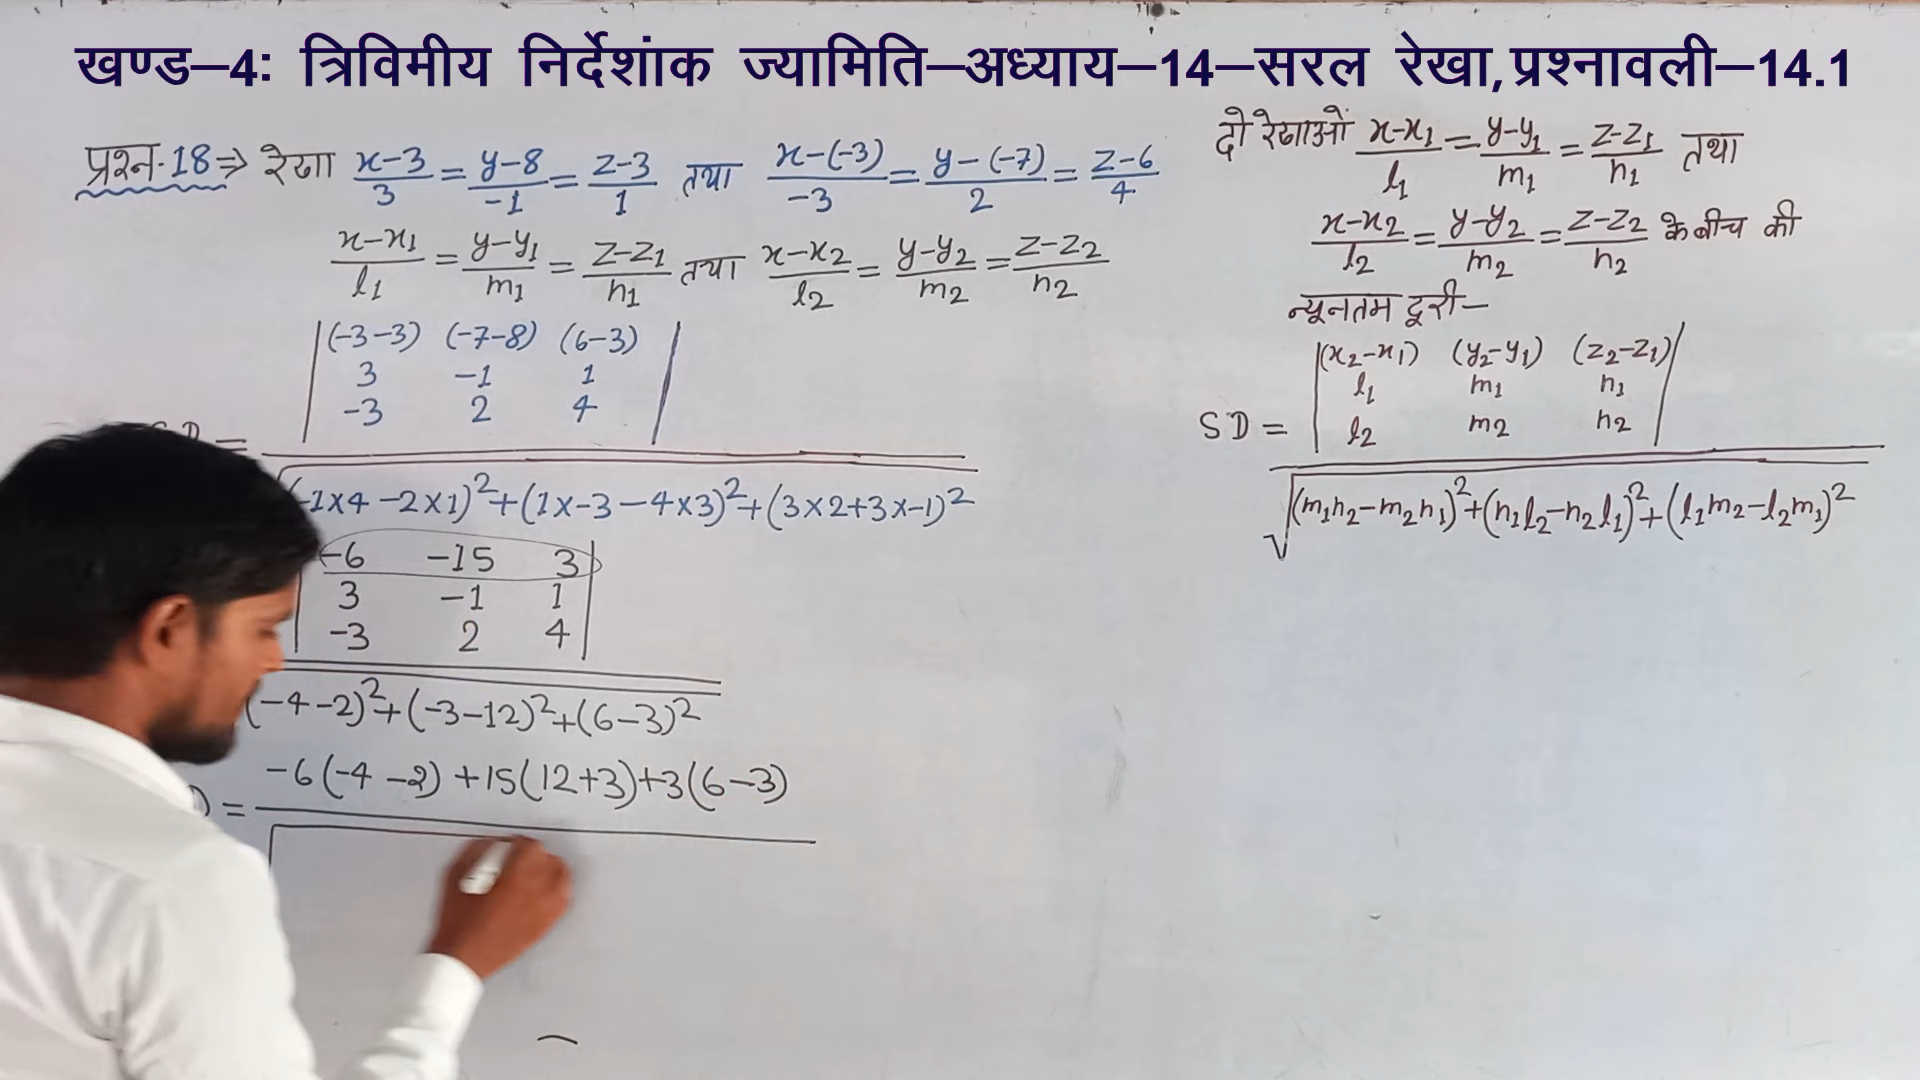 खण्ड–4: त्रिविमीय निर्देशांक ज्यामिति–अध्याय–14–सरल रेखा, प्रश्नावली–14.1
प्रश्न.18⇒ रेखा (x-3)/3 = (y-8)/-1 = (z-3)/1 तथा (x-(-3))/-3 = (y-(-7))/2 = (z-6)/4
(x-x₁)/l₁ = (y-y₁)/m₁ = (z-z₁)/n₁ तथा (x-x₂)/l₂ = (y-y₂)/m₂ = (z-z₂)/n₂
(-3-3) (-7-8) (6-3)
3 -1 1
-3 2 4
=
-1×4-2×1)²+(1×-3-4×3)²+(3×2+3×-1)²
-6 -15 3
3 -1 1
-3 2 4
(-4-2)²+(-3-12)²+(6-3)²
-6(-4-2)+15(12+3)+3(6-3)
D =
दो रेखाओं (x-x₁)/l₁ = (y-y₁)/m₁ = (z-z₁)/n₁ तथा
(x-x₂)/l₂ = (y-y₂)/m₂ = (z-z₂)/n₂ के बीच की
न्यूनतम दूरी–
(x₂-x₁) (y₂-y₁) (z₂-z₁)
l₁ m₁ n₁
SD =
l₂ m₂ n₂
√(m₁n₂-m₂n₁)²+(n₁l₂-n₂l₁)²+(l₁m₂-l₂m₁)²